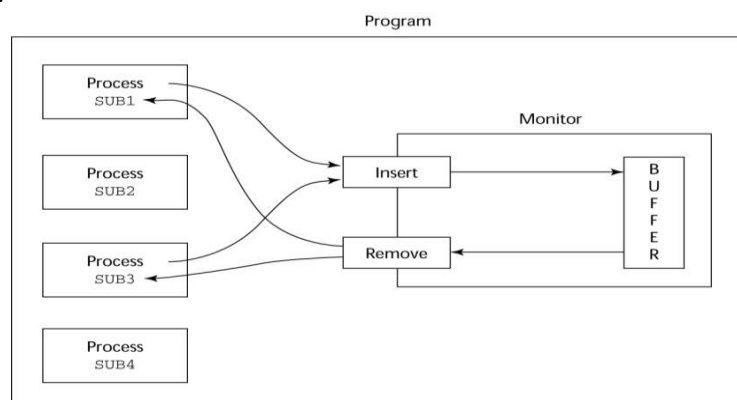 Program
Process
SUB1
Process
SUB2
Process
SUB3
Process
SUB4
Monitor
Insert
Remove
B
U
F
F
E
R